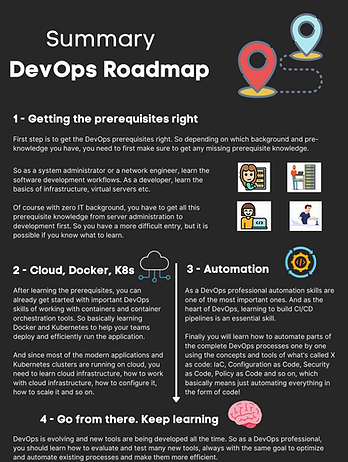 Summary
DevOps Roadmap
1 - Getting the prerequisites right
First step is to get the DevOps prerequisites right. So depending on which background and pre-
knowledge you have, you need to first make sure to get any missing prerequisite knowledge.
So as a system administrator or a network engineer, learn the
software development workflows. As a developer, learn the
basics of infrastructure, virtual servers etc.
Of course with zero IT background, you have to get all this
prerequisite knowledge from server administration to
development first. So you have a more difficult entry, but it is
possible if you know what to learn.
2 - Cloud, Docker, K8s
After learning the prerequisites, you can
already get started with important DevOps
skills of working with containers and container
orchestration tools. So basically learning
Docker and Kubernetes to help your teams
deploy and efficiently run the application.
And since most of the modern applications and
Kubernetes clusters are running on cloud, you
need to learn cloud infrastructure, how to work
with cloud infrastructure, how to configure it,
how to scale it and so on.
3 - Automation
As a DevOps professional automation skills are
one of the most important ones. And as the
heart of DevOps, learning to build CI/CD
pipelines is an essential skill.
Finally you will learn how to automate parts of
the complete DevOps processes one by one
using the concepts and tools of what's called X
as code: IaC, Configuration as Code, Security
as Code, Policy as Code and so on, which
basically means just automating everything in
the form of code!
4 - Go from there. Keep learning
DevOps is evolving and new tools are being developed all the time. So as a DevOps professional,
you should learn how to evaluate and test many new tools, always with the same goal to optimize
and automate existing processes and make them more efficient.